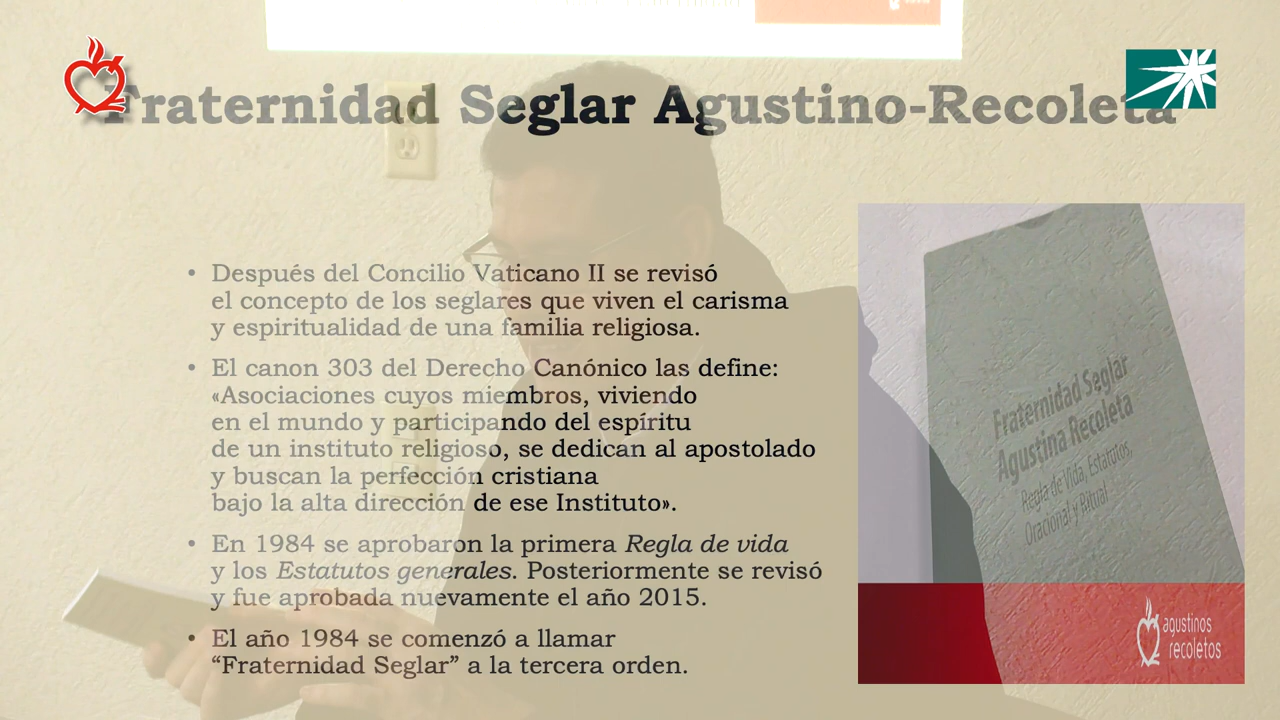 Fraternidad Seglar Agustino-Recoleta
• Después del Concilio Vaticano II se revisó
el concepto de los seglares que viven el carisma
y espiritualidad de una familia religiosa.
• El canon 303 del Derecho Canónico las define:
«Asociaciones cuyos miembros, viviendo
en el mundo y participando del espíritu
de un instituto religioso, se dedican al apostolado
y buscan la perfección cristiana
bajo la alta dirección de ese Instituto».
• En 1984 se aprobaron la primera Regla de vida
y los Estatutos generales. Posteriormente se revisó
y fue aprobada nuevamente el año 2015.
• El año 1984 se comenzó a llamar
“Fraternidad Seglar” a la tercera orden.
Fraternidad Seglar
Agustina Recoleta
Regla de Vida, Estatutos,
Oracional y Ritual
agustinos
recoletos